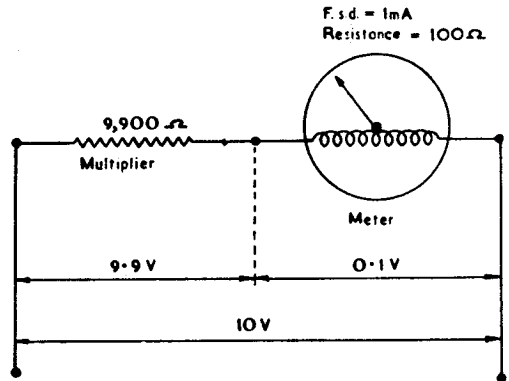 F. s.d. = 1mA
Resistance = 100Ω
9,900 Ω
Multiplier
Meter
9·9 V
0·1 V
10 V